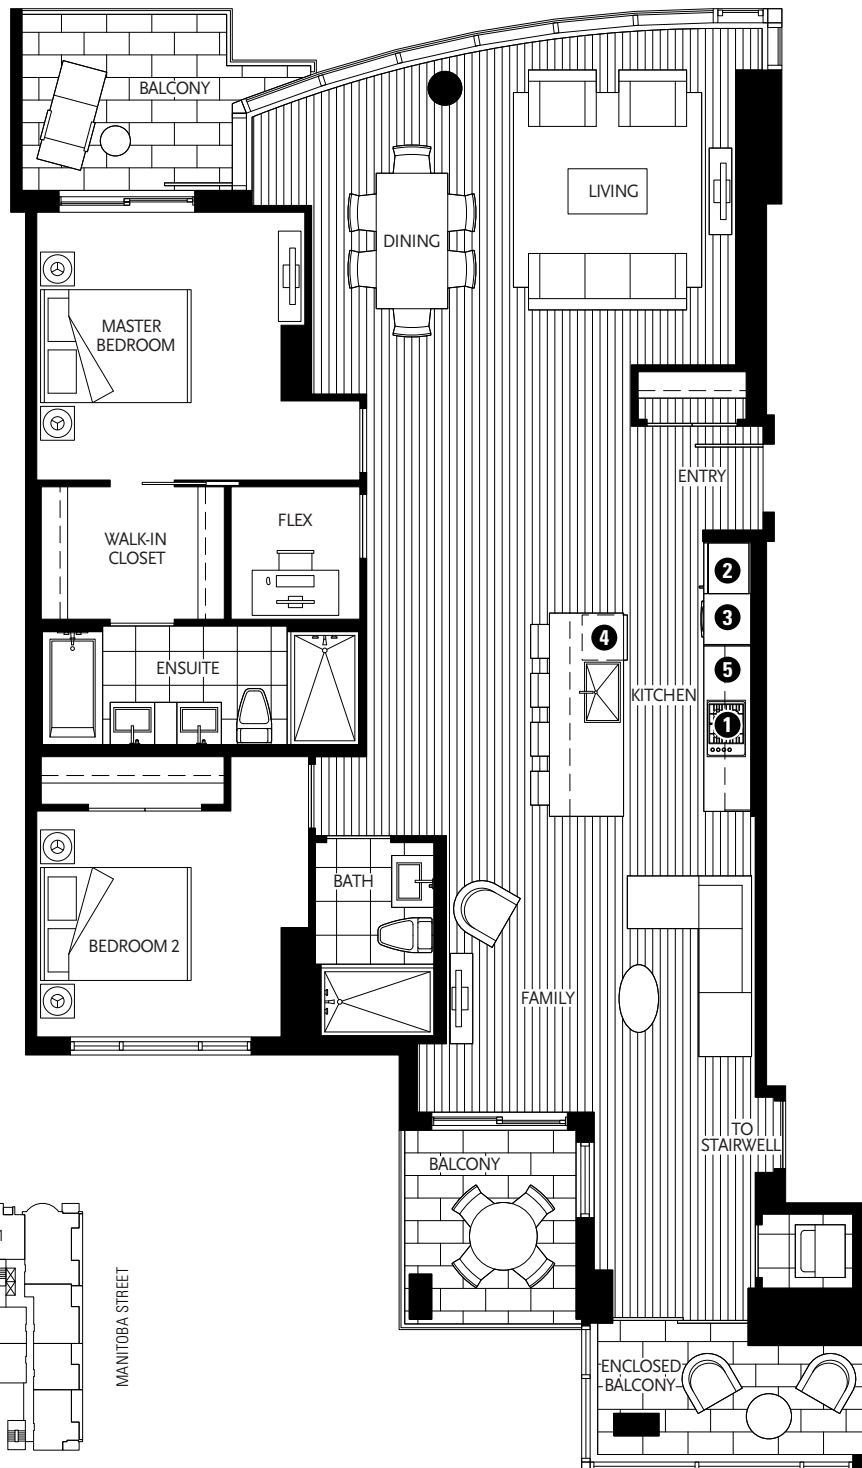 BALCONY
LIVING
DINING
MASTER
BEDROOM
ENTRY
FLEX
WALK-IN
CLOSET
2
3
4
ENSUITE
5
KITCHEN
1
BATH
BEDROOM 2
FAMILY
TO
STAIRWELL
BALCONY
MANITOBA STREET
ENCLOSED
BALCONY